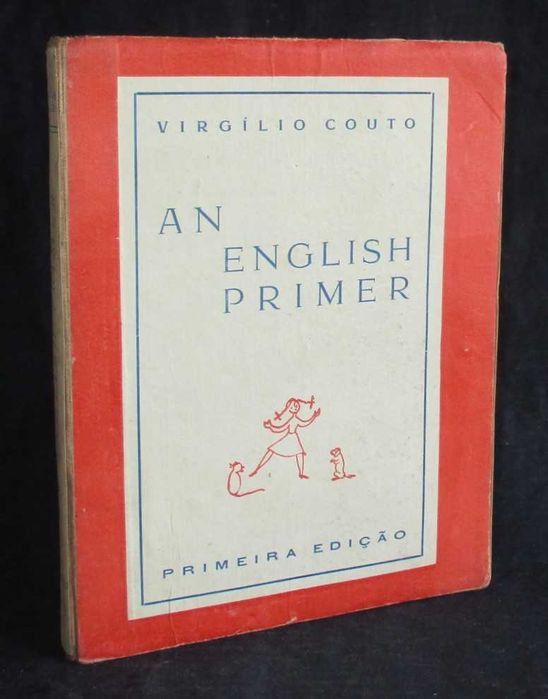 VIRGÍLIO COUTO
AN
ENGLISH
PRIMER
PRIMEIRA EDIÇÃO